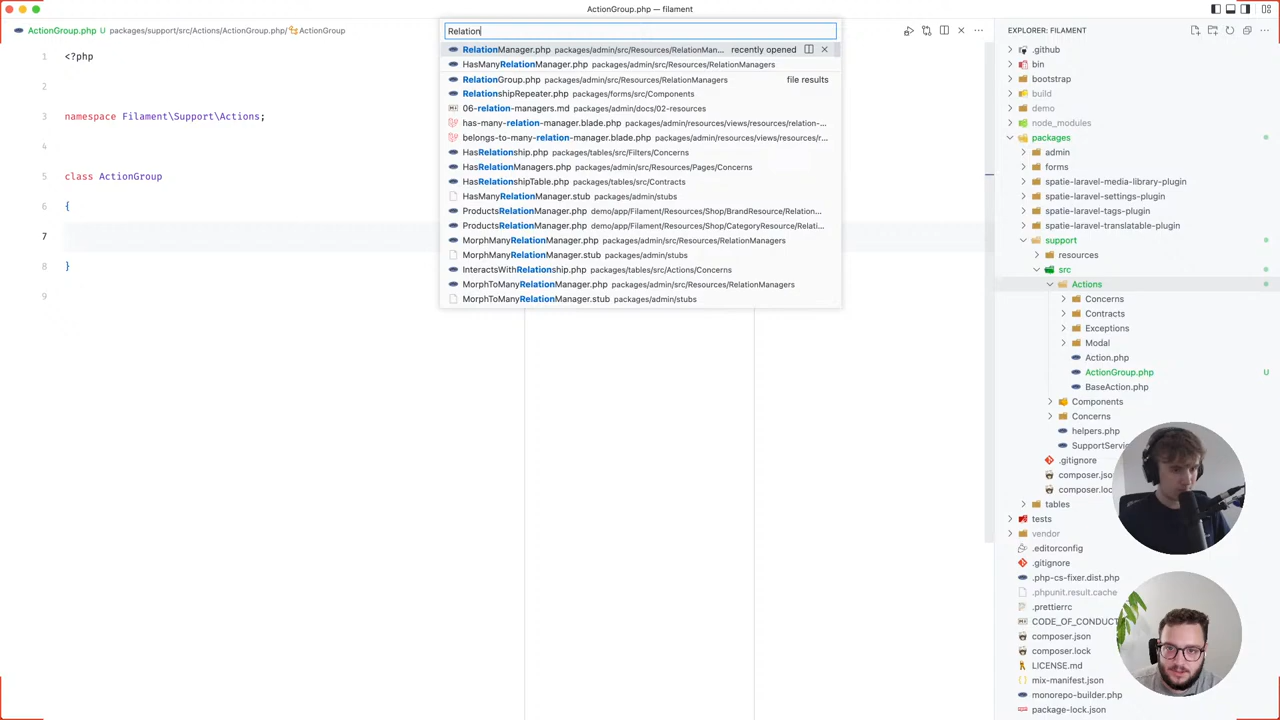 ActionGroup.php — filament
ActionGroup.php U packages/support/src/Actions/ActionGroup.php/ ActionGroup
1 <?php
2
3 namespace Filament\Support\Actions;
4
5 class ActionGroup
6 {
7
8 }
9
Relation
RelationManager.php packages/admin/src/Resources/RelationMan... recently opened
HasManyRelationManager.php packages/admin/src/Resources/RelationManagers
RelationGroup.php packages/admin/src/Resources/RelationManagers file results
RelationshipRepeater.php packages/forms/src/Components
06-relation-managers.md packages/admin/docs/02-resources
has-many-relation-manager.blade.php packages/admin/resources/views/resources/relation-...
belongs-to-many-relation-manager.blade.php packages/admin/resources/views/resources/r...
HasRelationship.php packages/tables/src/Filters/Concerns
HasRelationManagers.php packages/admin/src/Resources/Pages/Concerns
HasRelationshipTable.php packages/tables/src/Contracts
HasManyRelationManager.stub packages/admin/stubs
ProductsRelationManager.php demo/app/Filament/Resources/Shop/BrandResource/Relation...
ProductsRelationManager.php demo/app/Filament/Resources/Shop/CategoryResource/Relati...
MorphManyRelationManager.php packages/admin/src/Resources/RelationManagers
MorphManyRelationManager.stub packages/admin/stubs
InteractsWithRelationship.php packages/tables/src/Actions/Concerns
MorphToManyRelationManager.php packages/admin/src/Resources/RelationManagers
MorphToManyRelationManager.stub packages/admin/stubs
EXPLORER: FILAMENT
.github
bin
bootstrap
build
demo
node_modules
packages
admin
forms
spatie-laravel-media-library-plugin
spatie-laravel-settings-plugin
spatie-laravel-tags-plugin
spatie-laravel-translatable-plugin
support
resources
src
Actions
Concerns
Contracts
Exceptions
Modal
Action.php
ActionGroup.php U
BaseAction.php
Components
Concerns
helpers.php
SupportServic
.gitignore
composer.jso
composer.loc
tables
tests
vendor
.editorconfig
.gitignore
.php-cs-fixer.dist.php
.phpunit.result.cache
.prettierrc
CODE_OF_CONDUCT
composer.json
composer.lock
LICENSE.md
mix-manifest.json
monorepo-builder.php
package-lock.json